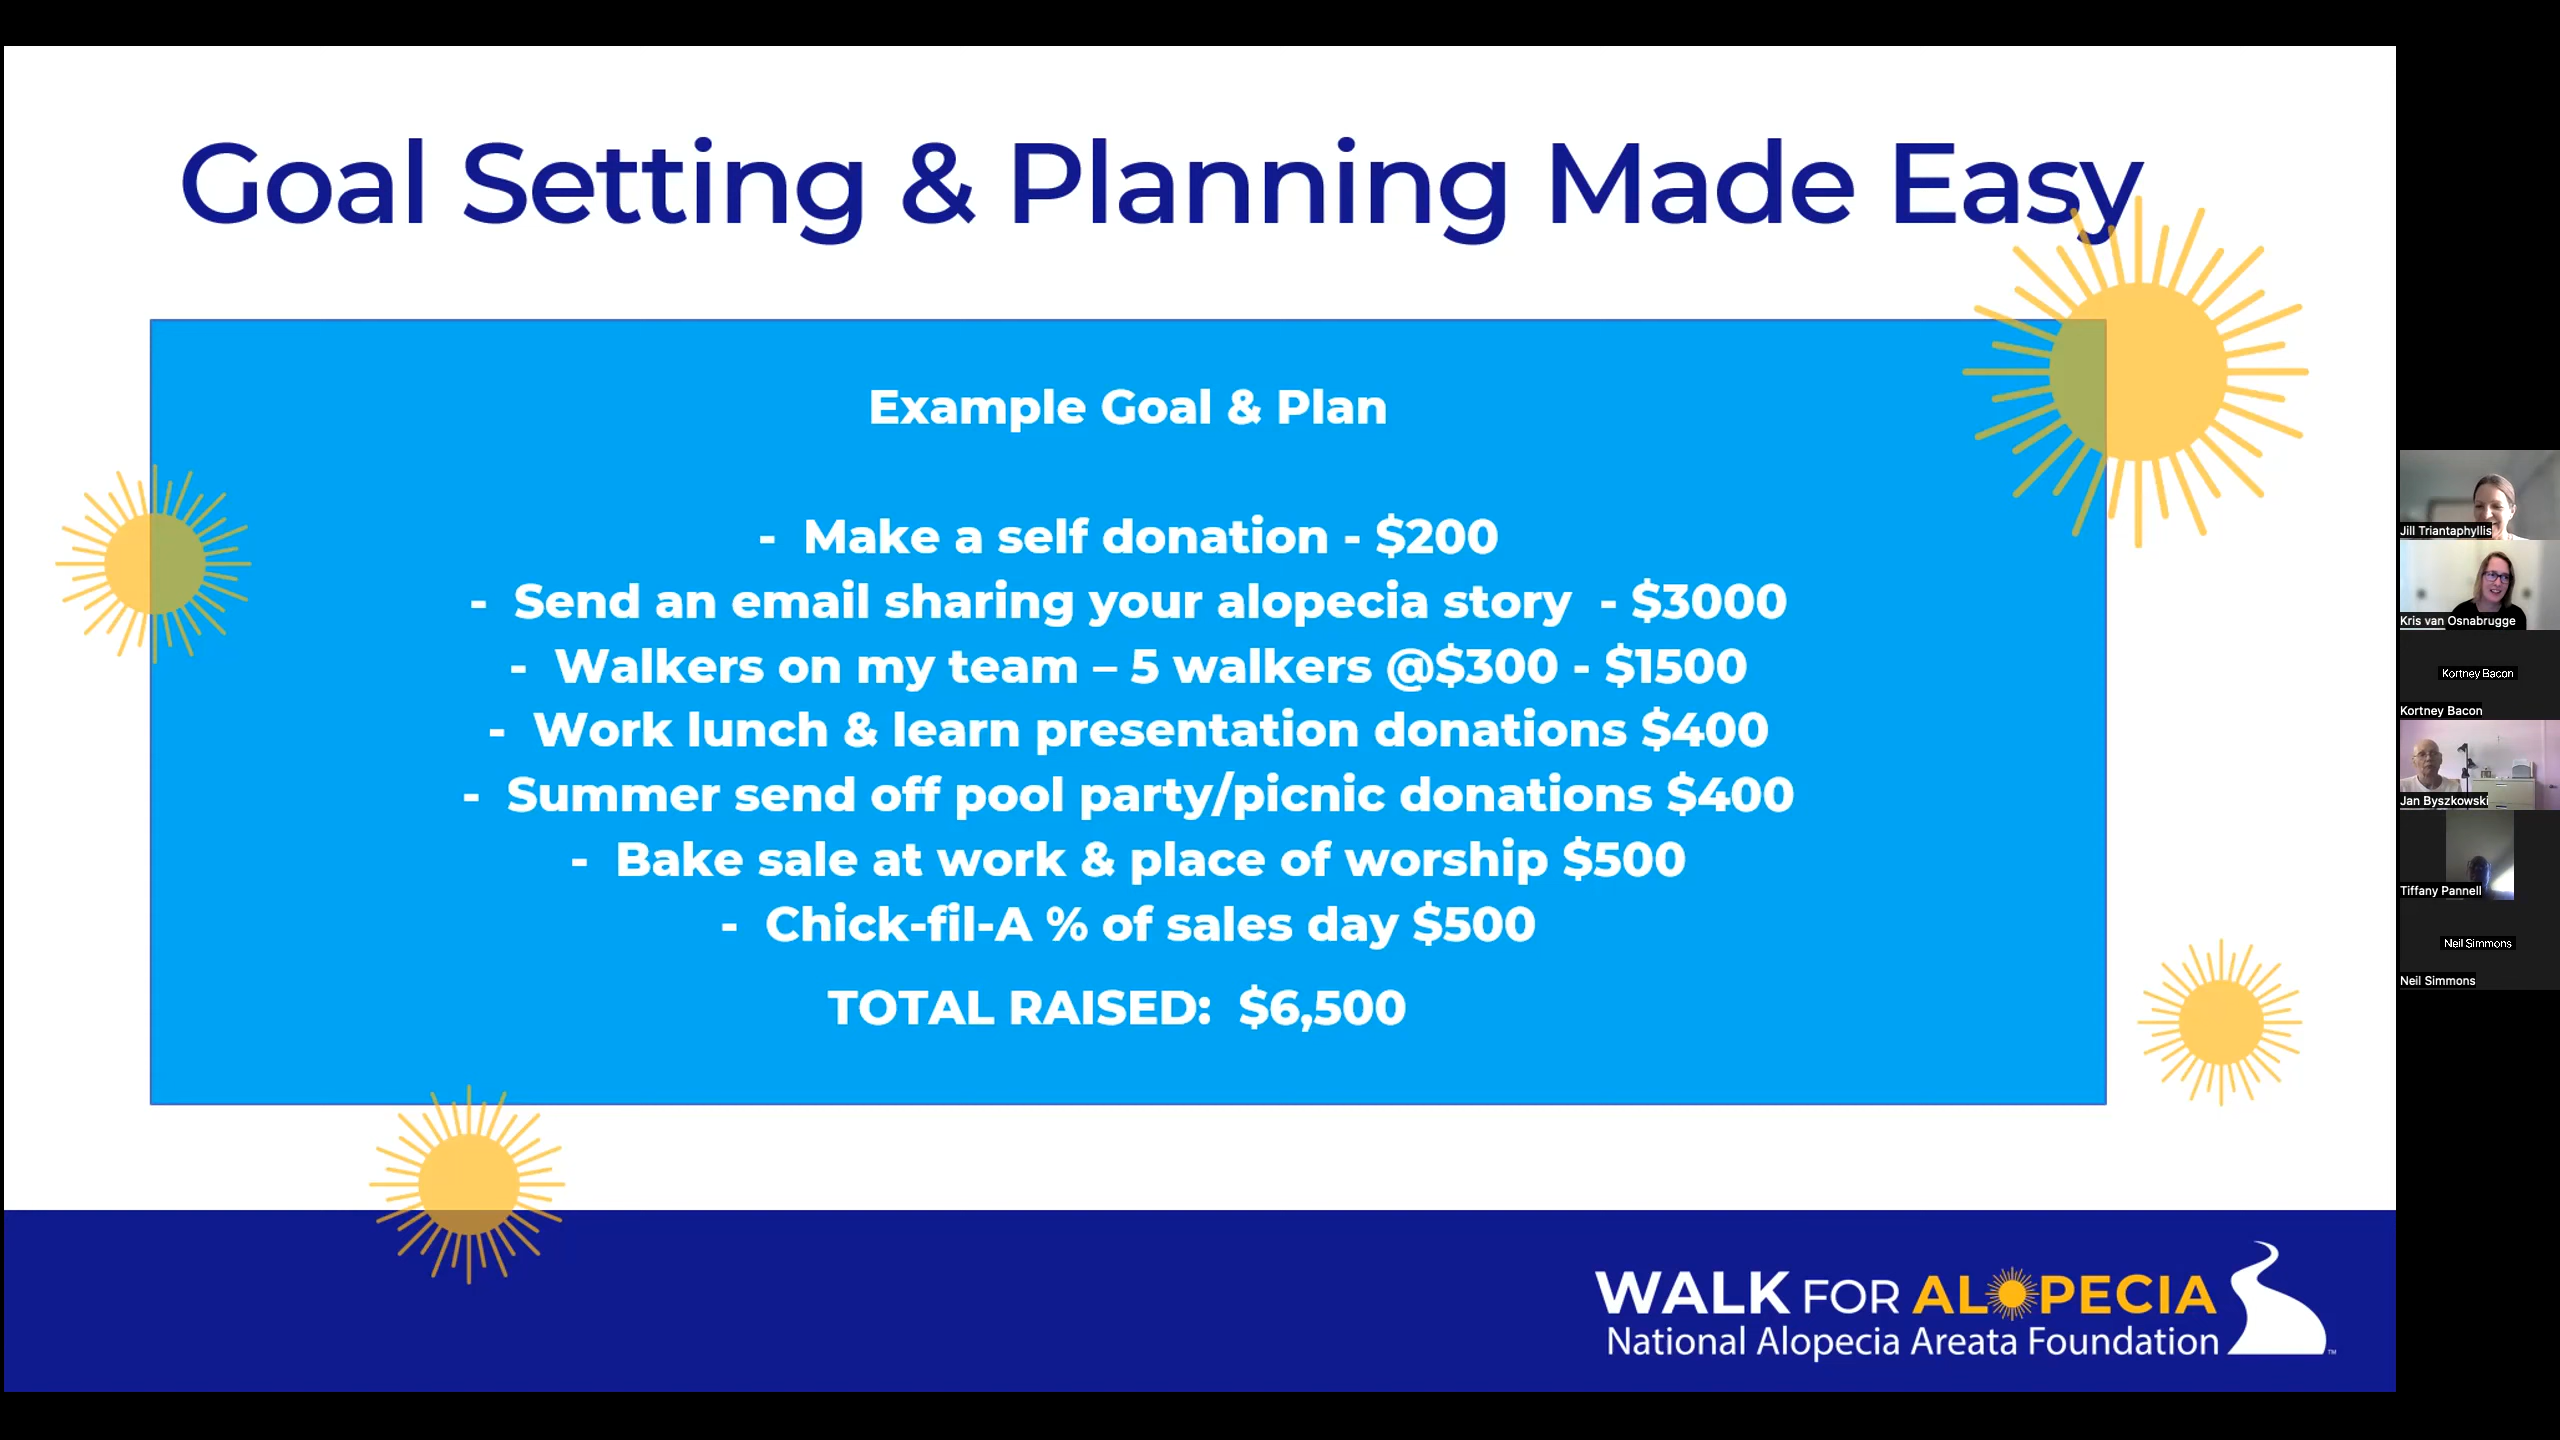 Goal Setting & Planning Made Easy
Example Goal & Plan
- Make a self donation - $200
- Send an email sharing your alopecia story  - $3000
- Walkers on my team – 5 walkers @$300 - $1500
- Work lunch & learn presentation donations $400
- Summer send off pool party/picnic donations $400
- Bake sale at work & place of worship $500
- Chick-fil-A % of sales day $500
TOTAL RAISED:  $6,500
WALK FOR ALOPECIA
National Alopecia Areata Foundation
TM
Jill Triantaphyllis
Kris van Osnabrugge
Kortney Bacon
Kortney Bacon
Jan Byszkowski
Tiffany Pannell
Neil Simmons
Neil Simmons